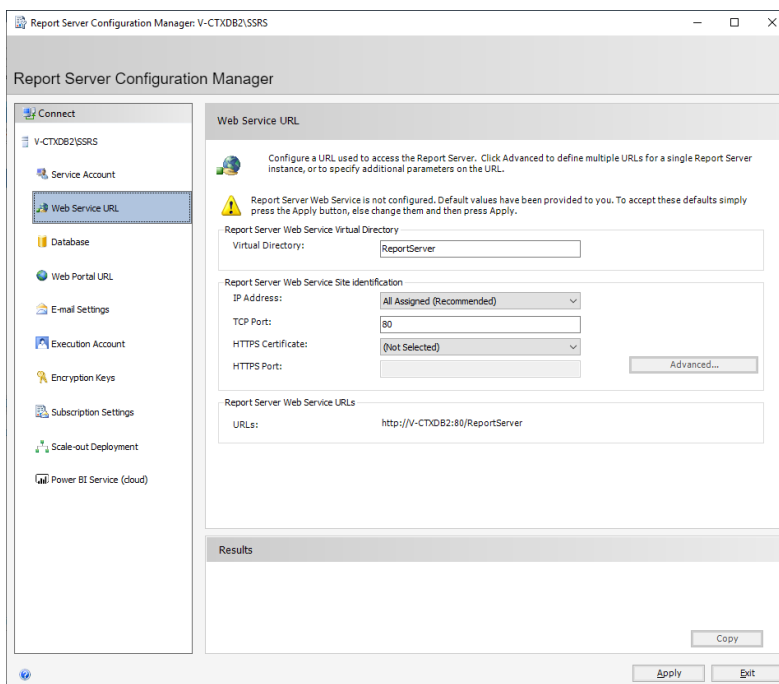 Report Server Configuration Manager: V-CTXDB2\SSRS
Report Server Configuration Manager
Connect
V-CTXDB2\SSRS
Service Account
Web Service URL
Database
Web Portal URL
E-mail Settings
Execution Account
Encryption Keys
Subscription Settings
Scale-out Deployment
Power BI Service (cloud)
Web Service URL
Configure a URL used to access the Report Server. Click Advanced to define multiple URLs for a single Report Server
instance, or to specify additional parameters on the URL.
Report Server Web Service is not configured. Default values have been provided to you. To accept these defaults simply
press the Apply button, else change them and then press Apply.
Report Server Web Service Virtual Directory
Virtual Directory: ReportServer
Report Server Web Service Site identification
IP Address: All Assigned (Recommended)
TCP Port: 80
HTTPS Certificate: (Not Selected)
HTTPS Port: Advanced...
Report Server Web Service URLs
URLs: http://V-CTXDB2:80/ReportServer
Results
Copy
Apply Exit